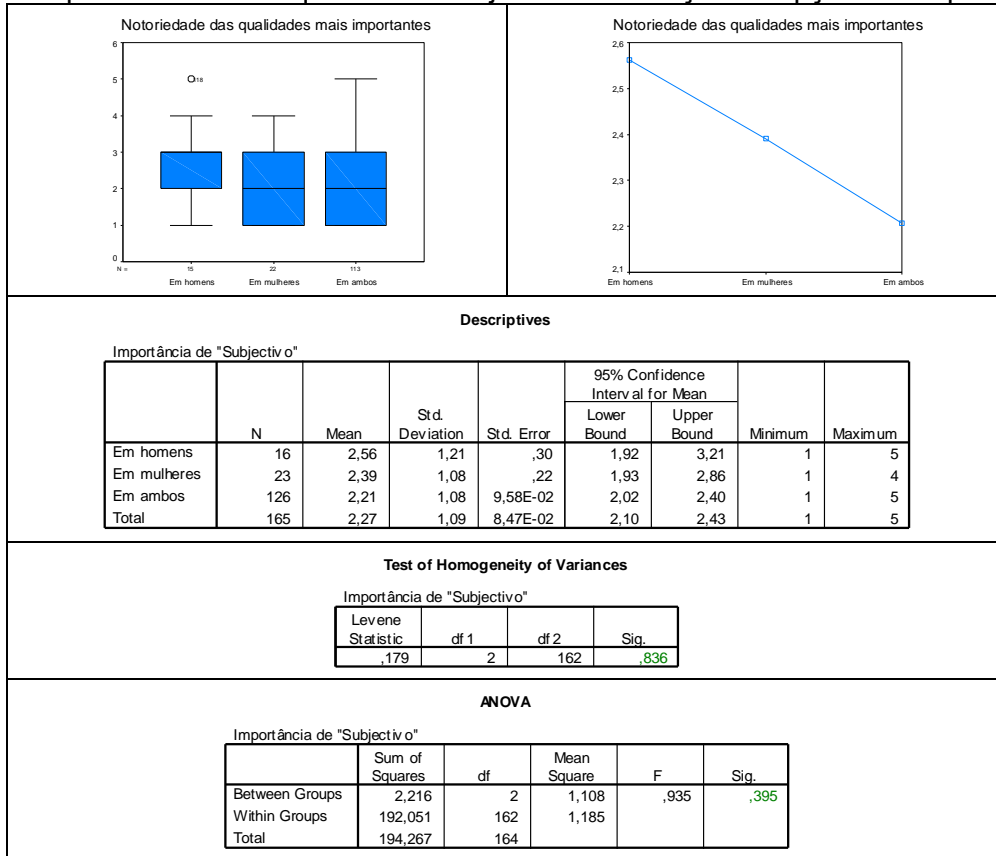 Notoriedade das qualidades mais importantes
6
5
4
3
2
1
0
118
N =
15
22
113
Em homens
Em mulheres
Em ambos
Notoriedade das qualidades mais importantes
2,6
2,5
2,4
2,3
2,2
2,1
Em homens
Em mulheres
Em ambos
Descriptives
Importância de "Subjectivo"
N Mean Std. Deviation Std. Error 95% Confidence Interval for Mean Lower Bound Upper Bound Minimum Maximum
Em homens 16 2,56 1,21 ,30 1,92 3,21 1 5
Em mulheres 23 2,39 1,08 ,22 1,93 2,86 1 4
Em ambos 126 2,21 1,08 9,58E-02 2,02 2,40 1 5
Total 165 2,27 1,09 8,47E-02 2,10 2,43 1 5
Test of Homogeneity of Variances
Importância de "Subjectivo"
Levene Statistic df1 df2 Sig.
,179 2 162 ,836
ANOVA
Importância de "Subjectivo"
Sum of Squares df Mean Square F Sig.
Between Groups 2,216 2 1,108 ,935 ,395
Within Groups 192,051 162 1,185
Total 194,267 164